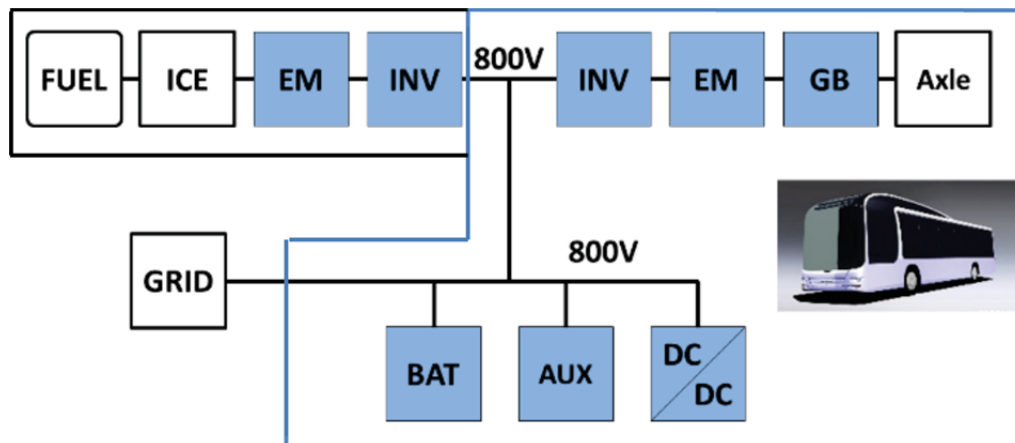 FUEL
ICE
EM
INV
800V
INV
EM
GB
Axle
GRID
800V
BAT
AUX
DC
DC